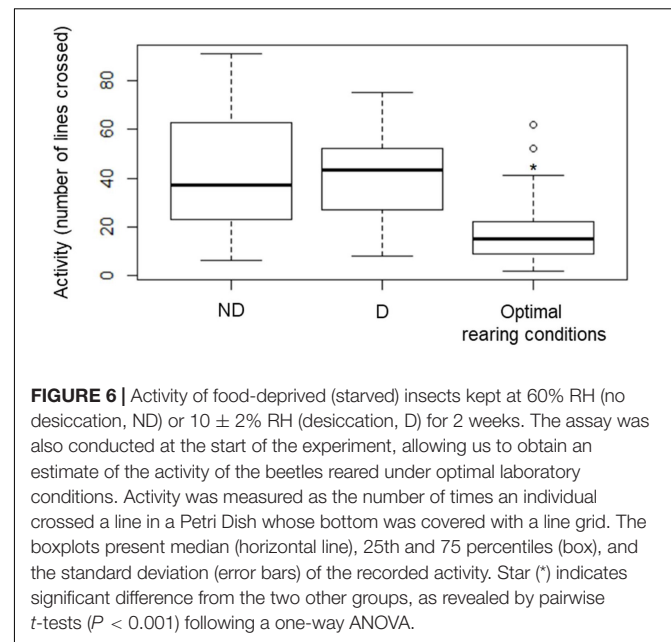 Activity (number of lines crossed)
80
60
40
20
0
*
ND
D
Optimal
rearing conditions
FIGURE 6 | Activity of food-deprived (starved) insects kept at 60% RH (no
desiccation, ND) or 10 ± 2% RH (desiccation, D) for 2 weeks. The assay was
also conducted at the start of the experiment, allowing us to obtain an
estimate of the activity of the beetles reared under optimal laboratory
conditions. Activity was measured as the number of times an individual
crossed a line in a Petri Dish whose bottom was covered with a line grid. The
boxplots present median (horizontal line), 25th and 75 percentiles (box), and
the standard deviation (error bars) of the recorded activity. Star (*) indicates
significant difference from the two other groups, as revealed by pairwise
t-tests (P < 0.001) following a one-way ANOVA.